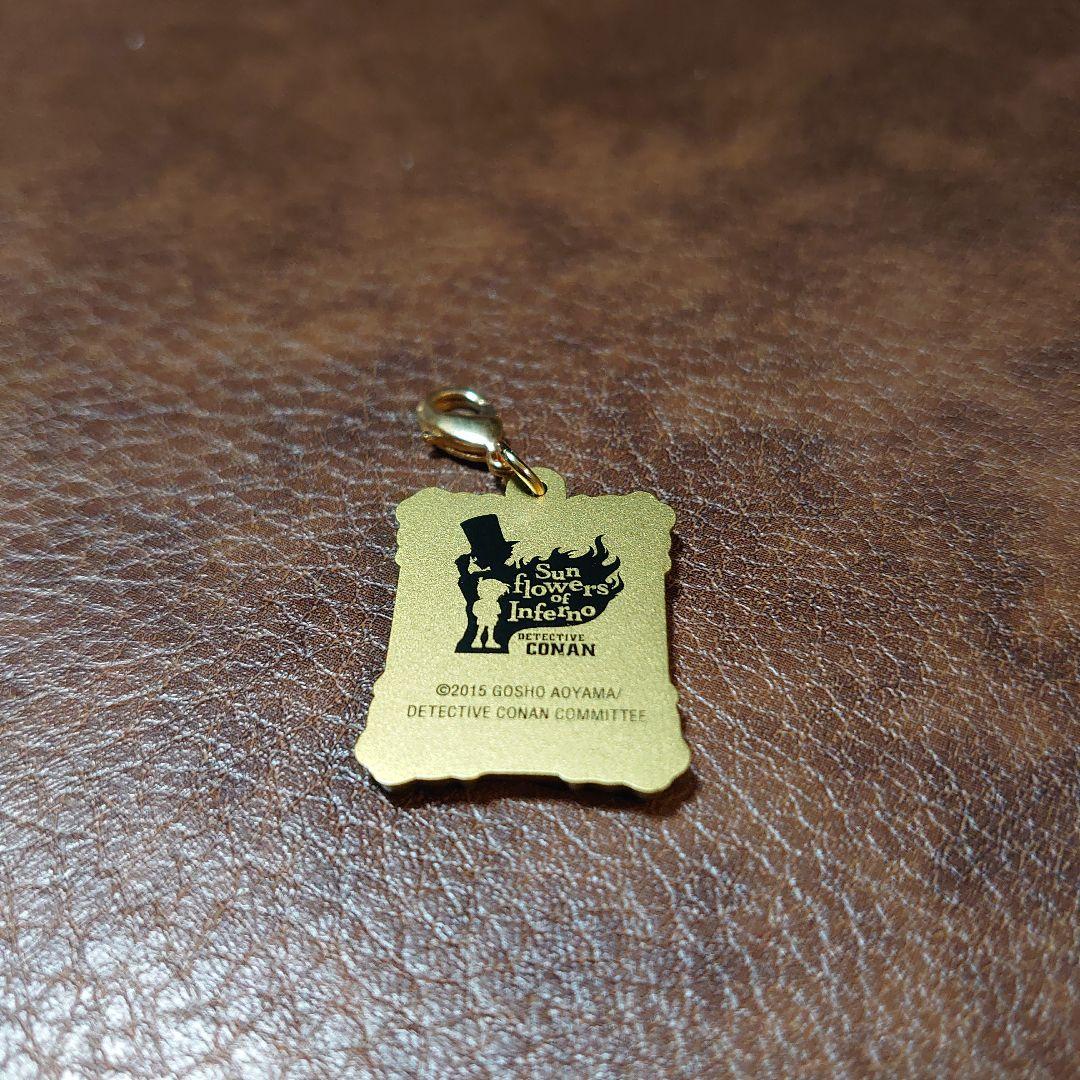 Sun
flowers
of
Inferno
DETECTIVE
CONAN
©2015 GOSHO AOYAMA/
DETECTIVE CONAN COMMITTEE